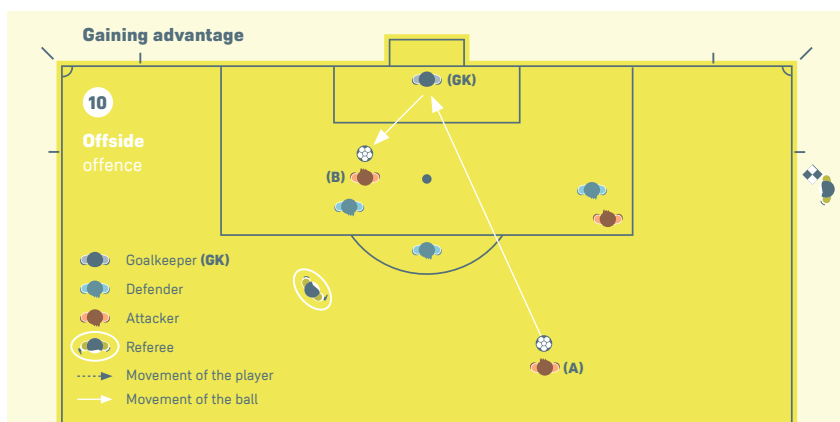 Gaining advantage
(GK)
10
Offside
offence
(B)
Goalkeeper (GK)
Defender
Attacker
Referee
(A)
Movement of the player
Movement of the ball